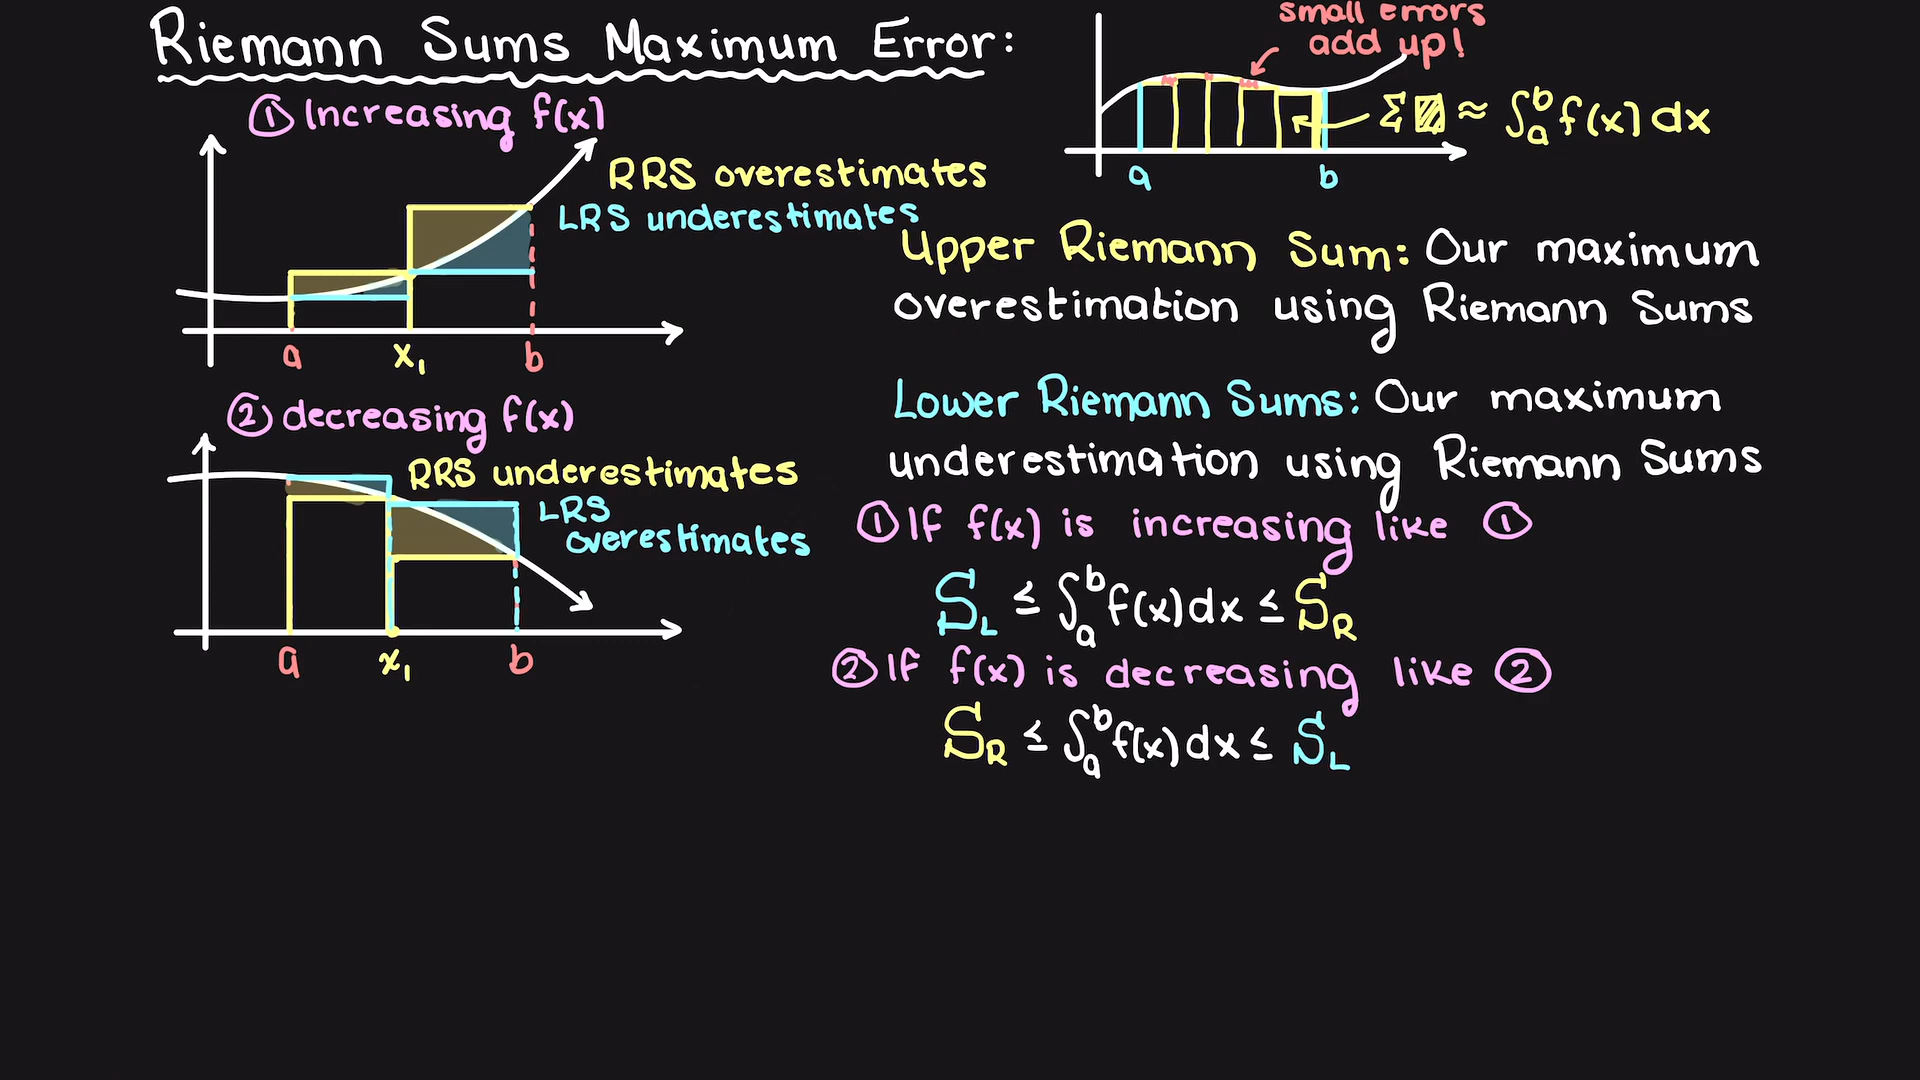 Riemann Sums Maximum Error:
① Increasing f(x)
RRS overestimates
LRS underestimates
a x₁ b
② decreasing f(x)
RRS underestimates
LRS
overestimates
a x₁ b
small errors
add up!
Σ ▨ ≈ ∫ₐᵇ f(x) dx
a b
Upper Riemann Sum: Our maximum
overestimation using Riemann Sums
Lower Riemann Sums: Our maximum
underestimation using Riemann Sums
① If f(x) is increasing like ①
S_L ≤ ∫ₐᵇ f(x) dx ≤ S_R
② If f(x) is decreasing like ②
S_R ≤ ∫ₐᵇ f(x) dx ≤ S_L